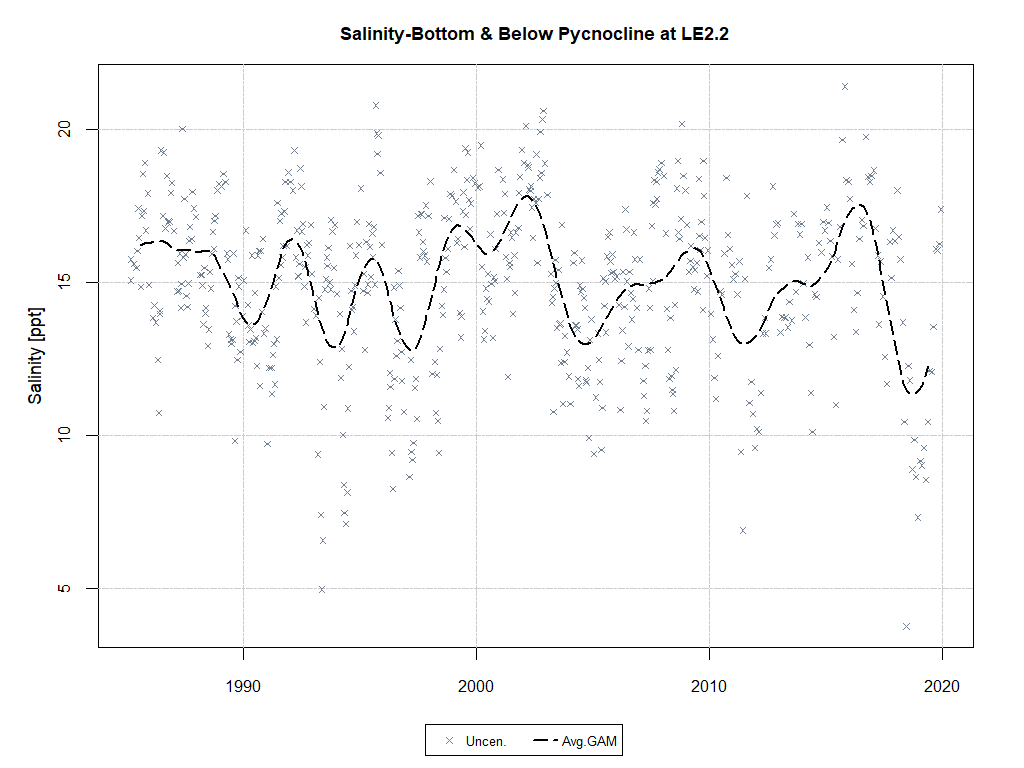 Salinity-Bottom & Below Pycnocline at LE2.2
Salinity [ppt]
20
15
10
5
1990 2000 2010 2020
Uncen. Avg.GAM